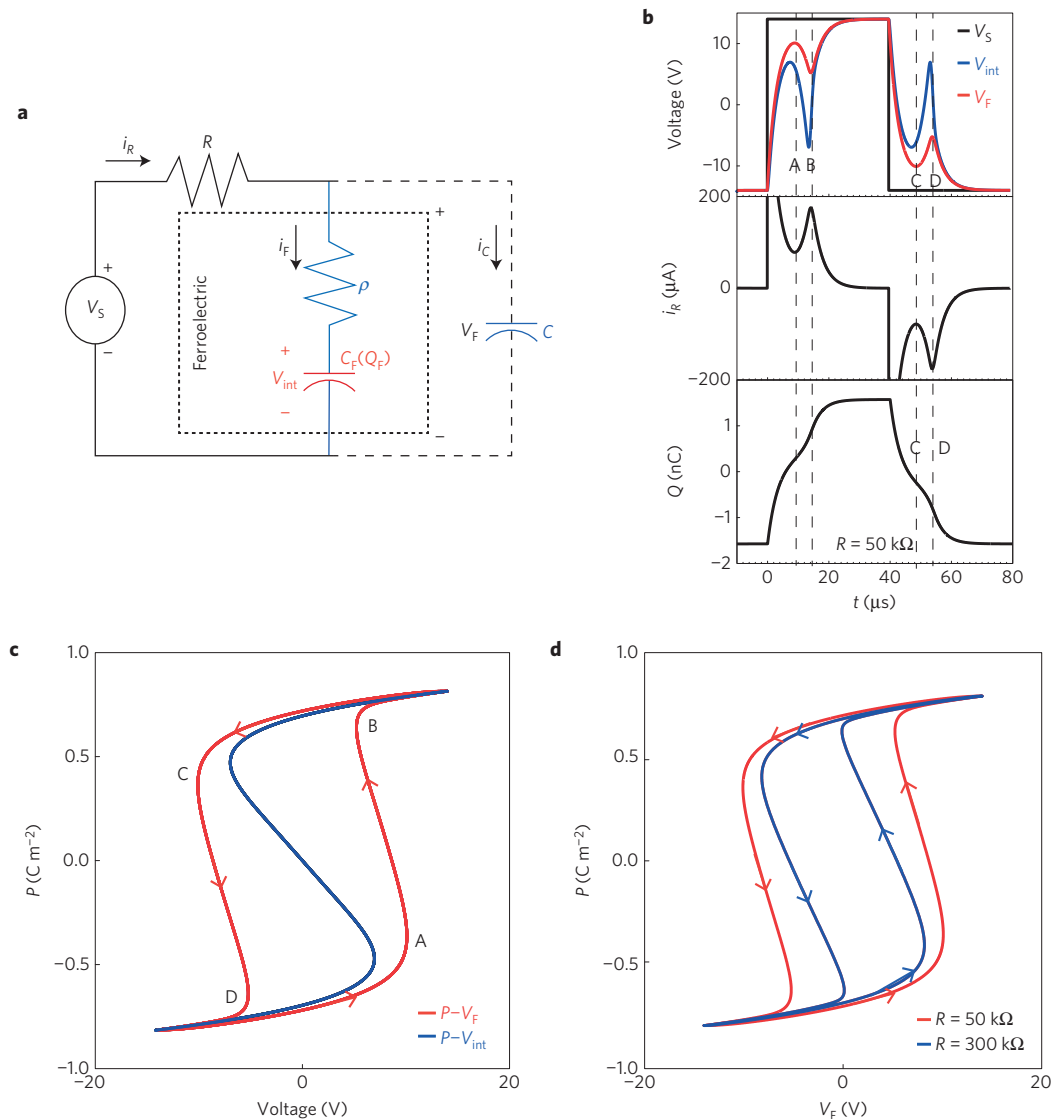 a
i_R
R
+
i_F
i_C
ρ
Ferroelectric
+
V_S
−
V_F
C
+
C_F(Q_F)
V_int
−
−
b
Voltage (V)
10
0
−10
V_S
V_int
V_F
A
B
C
D
i_R (μA)
200
0
−200
Q (nC)
1
0
−1
−2
C
D
R = 50 kΩ
0
20
40
60
80
t (μs)
c
P (C m⁻²)
1.0
0.5
0.0
−0.5
−1.0
B
C
A
D
P−V_F
P−V_int
−20
0
20
Voltage (V)
d
P (C m⁻²)
1.0
0.5
0.0
−0.5
−1.0
R = 50 kΩ
R = 300 kΩ
−20
0
20
V_F (V)